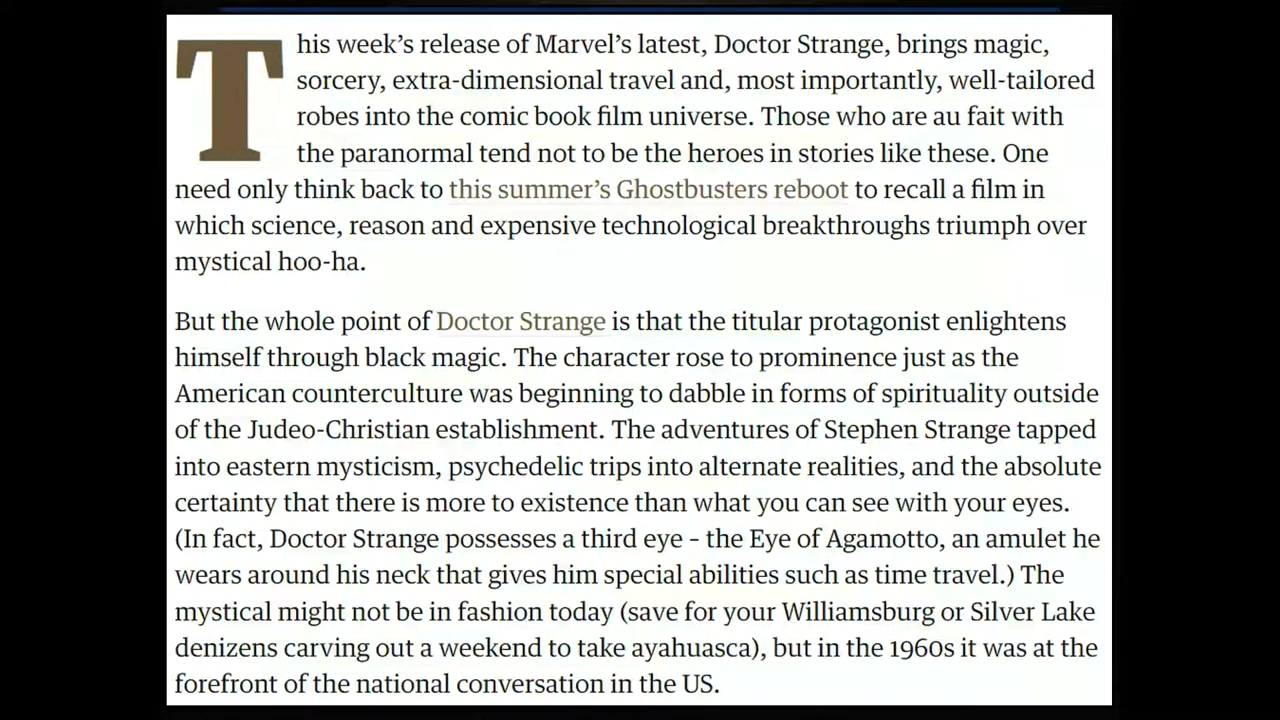 This week’s release of Marvel’s latest, Doctor Strange, brings magic,
sorcery, extra-dimensional travel and, most importantly, well-tailored
robes into the comic book film universe. Those who are au fait with
the paranormal tend not to be the heroes in stories like these. One
need only think back to this summer’s Ghostbusters reboot to recall a film in
which science, reason and expensive technological breakthroughs triumph over
mystical hoo-ha.
But the whole point of Doctor Strange is that the titular protagonist enlightens
himself through black magic. The character rose to prominence just as the
American counterculture was beginning to dabble in forms of spirituality outside
of the Judeo-Christian establishment. The adventures of Stephen Strange tapped
into eastern mysticism, psychedelic trips into alternate realities, and the absolute
certainty that there is more to existence than what you can see with your eyes.
(In fact, Doctor Strange possesses a third eye – the Eye of Agamotto, an amulet he
wears around his neck that gives him special abilities such as time travel.) The
mystical might not be in fashion today (save for your Williamsburg or Silver Lake
denizens carving out a weekend to take ayahuasca), but in the 1960s it was at the
forefront of the national conversation in the US.